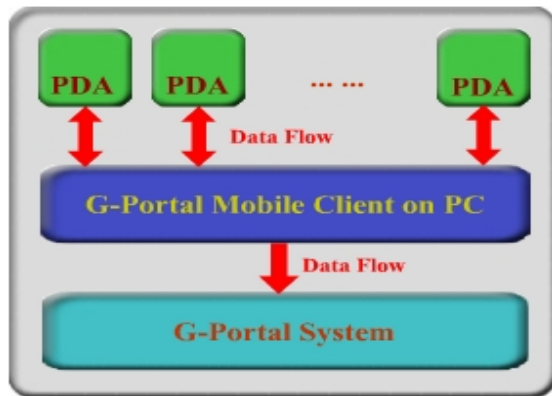 PDA PDA ... ... PDA
Data Flow
G-Portal Mobile Client on PC
Data Flow
G-Portal System